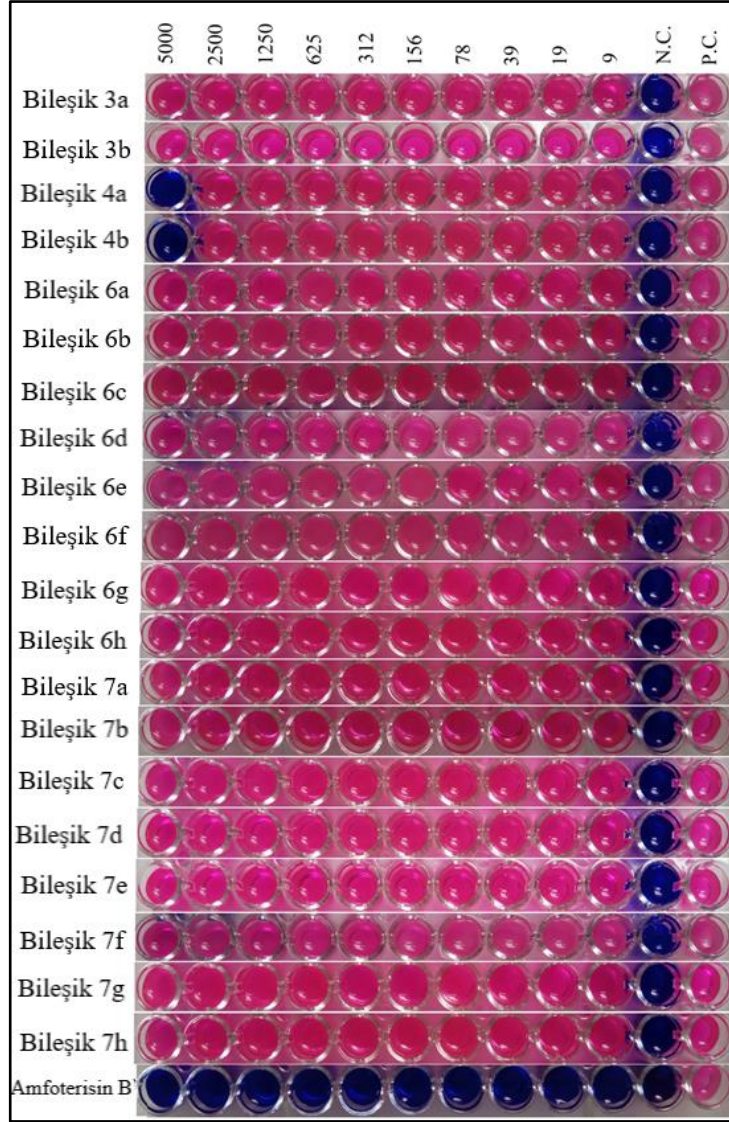 5000 2500 1250 625 312 156 78 39 19 9 N.C. P.C.
Bileşik 3a
Bileşik 3b
Bileşik 4a
Bileşik 4b
Bileşik 6a
Bileşik 6b
Bileşik 6c
Bileşik 6d
Bileşik 6e
Bileşik 6f
Bileşik 6g
Bileşik 6h
Bileşik 7a
Bileşik 7b
Bileşik 7c
Bileşik 7d
Bileşik 7e
Bileşik 7f
Bileşik 7g
Bileşik 7h
Amfoterisin B